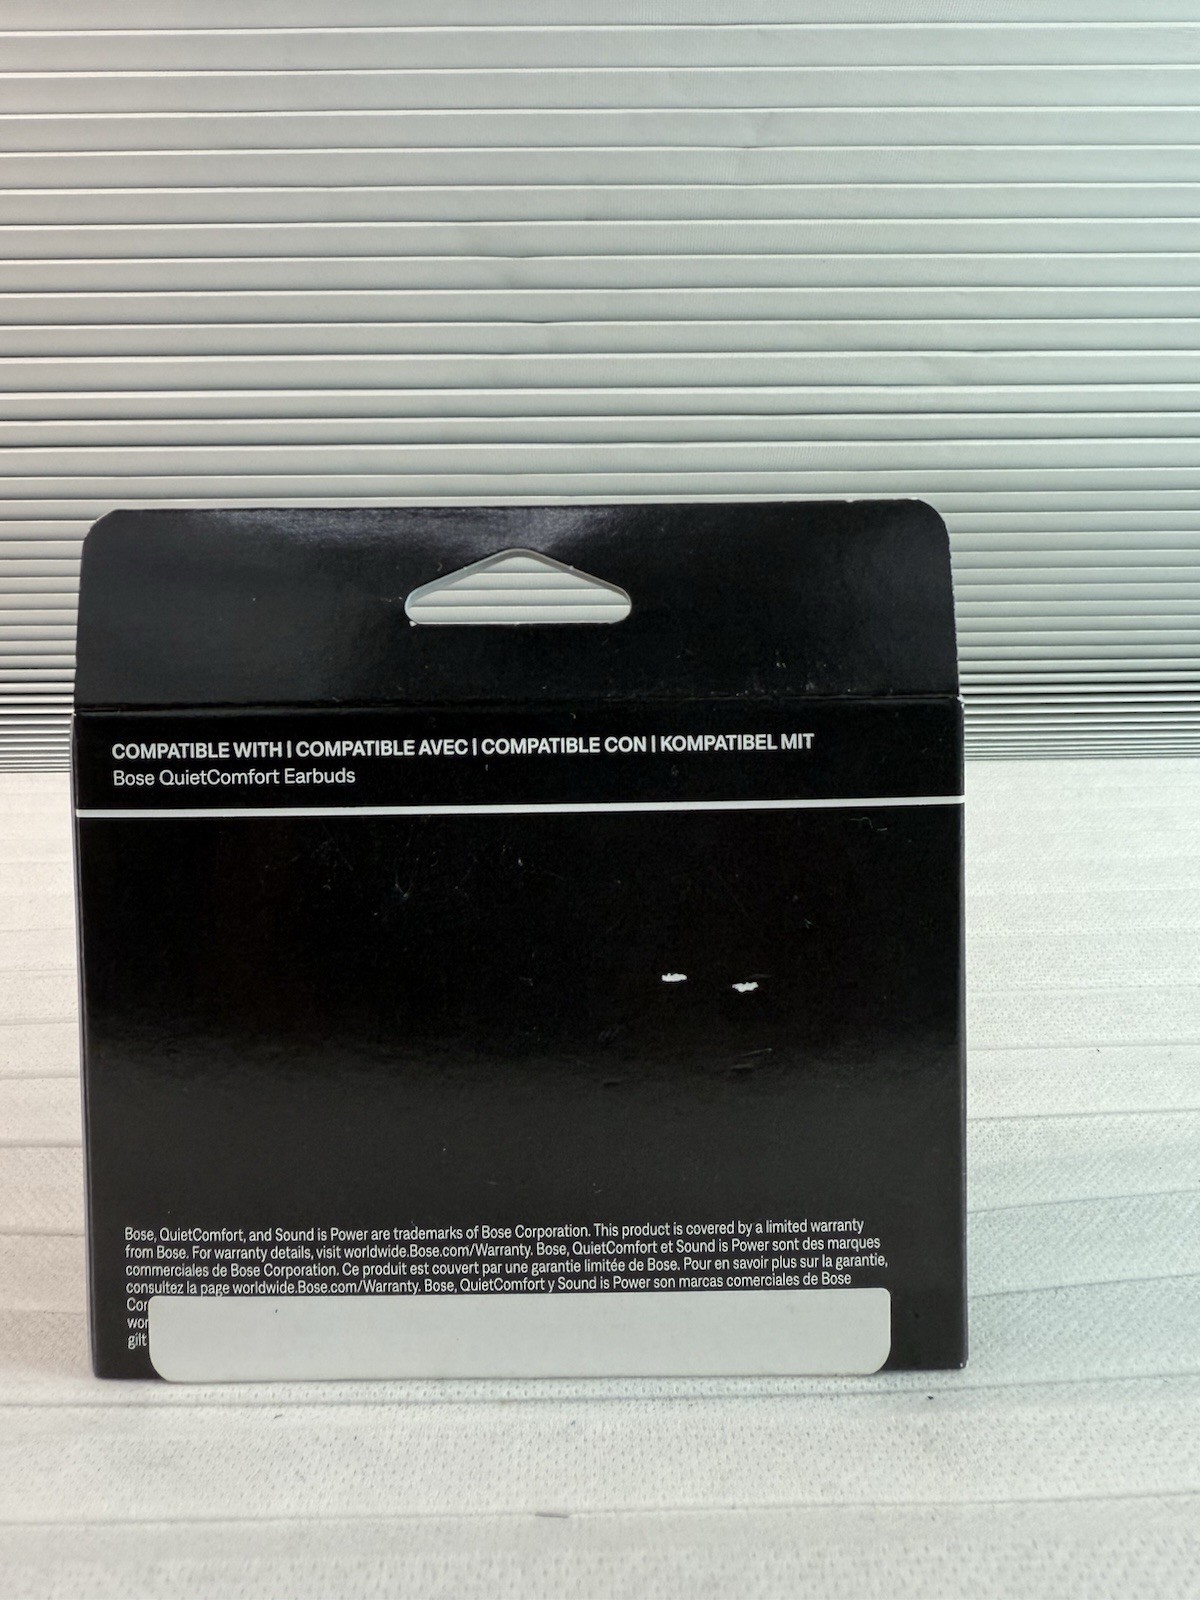 COMPATIBLE WITH | COMPATIBLE AVEC | COMPATIBLE CON | KOMPATIBEL MIT
Bose QuietComfort Earbuds
Bose, QuietComfort, and Sound is Power are trademarks of Bose Corporation. This product is covered by a limited warranty
from Bose. For warranty details, visit worldwide.Bose.com/Warranty. Bose, QuietComfort et Sound is Power sont des marques
commerciales de Bose Corporation. Ce produit est couvert par une garantie limitée de Bose. Pour en savoir plus sur la garantie,
consultez la page worldwide.Bose.com/Warranty. Bose, QuietComfort y Sound is Power son marcas comerciales de Bose
gilt